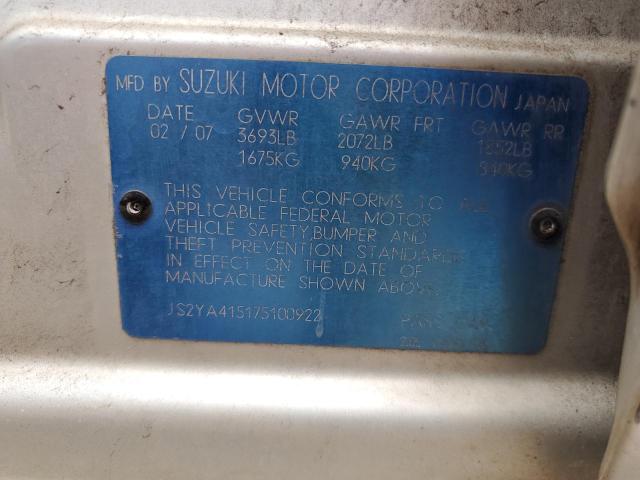 MFD BY SUZUKI MOTOR CORPORATION JAPAN
DATE GVWR GAWR FRT GAWR RR
02 / 07 3693LB 2072LB 1852LB
1675KG 940KG 840KG
THIS VEHICLE CONFORMS TO ALL
APPLICABLE FEDERAL MOTOR
VEHICLE SAFETY,BUMPER AND
THEFT PREVENTION STANDARDS
IN EFFECT ON THE DATE OF
MANUFACTURE SHOWN ABOVE.
JS2YA415175100922